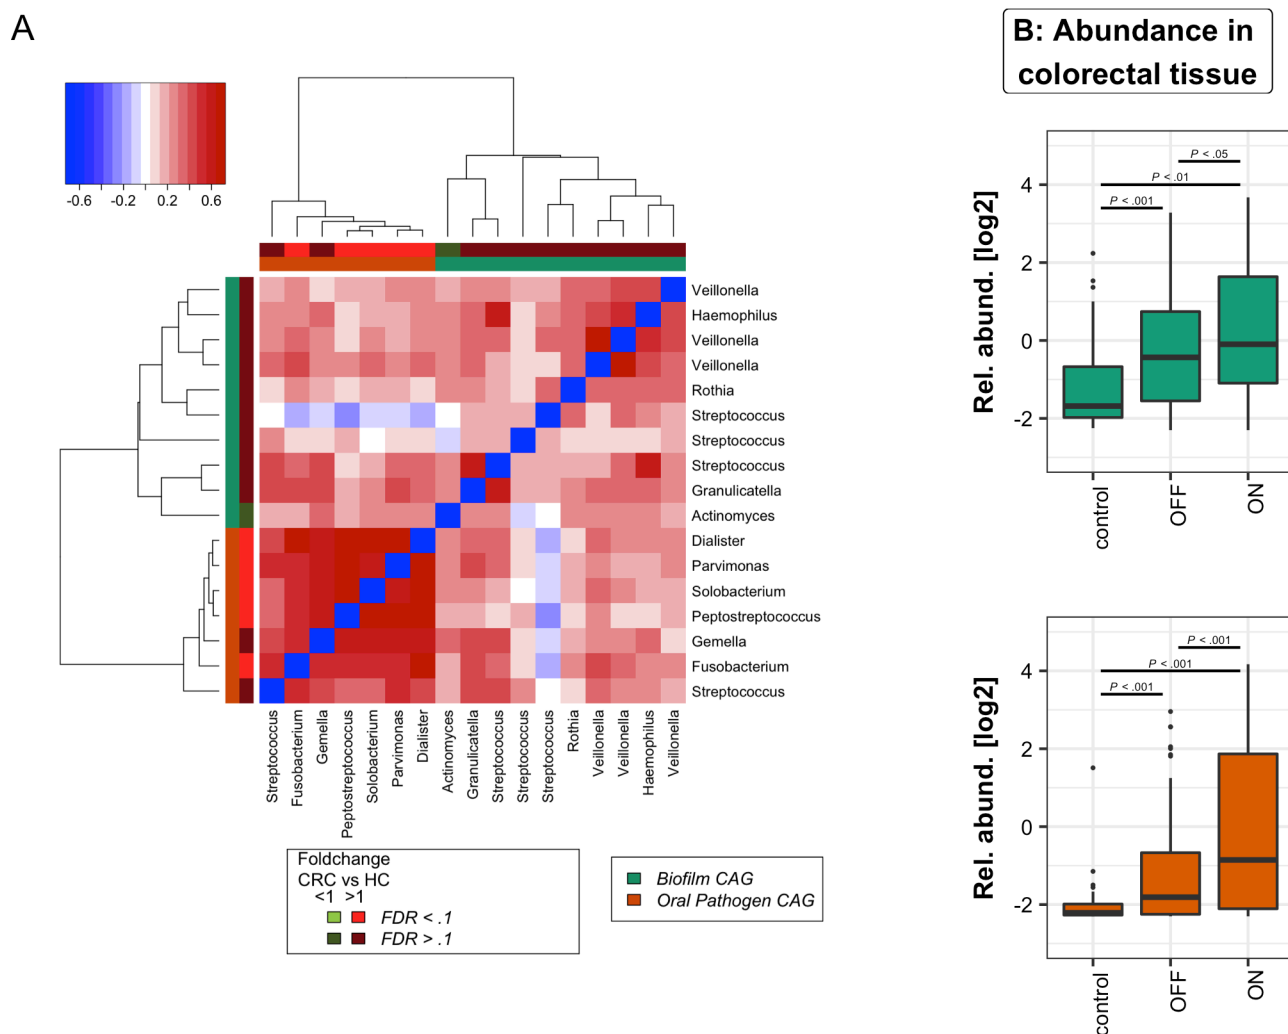 A
-0.6 -0.2 0.2 0.6
Veillonella
Haemophilus
Veillonella
Veillonella
Rothia
Streptococcus
Streptococcus
Streptococcus
Granulicatella
Actinomyces
Dialister
Parvimonas
Solobacterium
Peptostreptococcus
Gemella
Fusobacterium
Streptococcus
Streptococcus
Fusobacterium
Gemella
Peptostreptococcus
Solobacterium
Parvimonas
Dialister
Actinomyces
Granulicatella
Streptococcus
Streptococcus
Streptococcus
Rothia
Veillonella
Veillonella
Haemophilus
Veillonella
Foldchange
CRC vs HC
<1 >1
FDR < .1
FDR > .1
Biofilm CAG
Oral Pathogen CAG
B: Abundance in
colorectal tissue
Rel. abund. [log2]
4
2
0
-2
P < .05
P < .01
P < .001
control
OFF
ON
Rel. abund. [log2]
4
2
0
-2
P < .001
P < .001
P < .001
control
OFF
ON